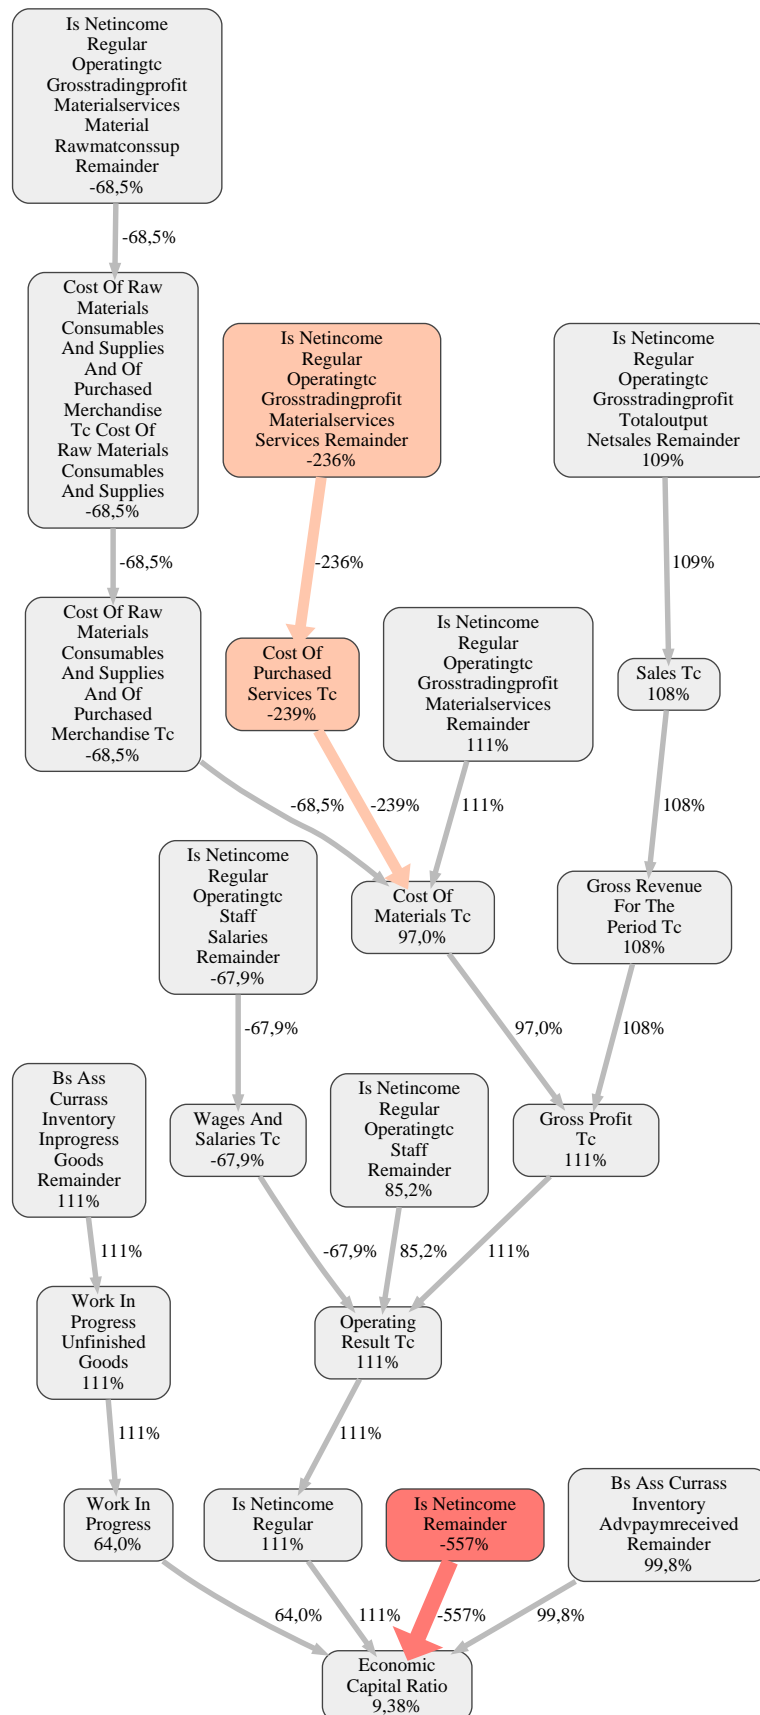 Is Netincome
Regular
Operatingtc
Grosstradingprofit
Materialservices
Material
Rawmatconssup
Remainder
-68,5%
-68,5%
Cost Of Raw
Materials
Consumables
And Supplies
And Of
Purchased
Merchandise
Tc Cost Of
Raw Materials
Consumables
And Supplies
-68,5%
Is Netincome
Regular
Operatingtc
Grosstradingprofit
Materialservices
Services Remainder
-236%
Is Netincome
Regular
Operatingtc
Grosstradingprofit
Totaloutput
Netsales Remainder
109%
-68,5%
-236%
109%
Cost Of Raw
Materials
Consumables
And Supplies
And Of
Purchased
Merchandise Tc
-68,5%
Cost Of
Purchased
Services Tc
-239%
Is Netincome
Regular
Operatingtc
Grosstradingprofit
Materialservices
Remainder
111%
Sales Tc
108%
-68,5%
-239%
111%
108%
Is Netincome
Regular
Operatingtc
Staff
Salaries
Remainder
-67,9%
Cost Of
Materials Tc
97,0%
Gross Revenue
For The
Period Tc
108%
-67,9%
97,0%
108%
Bs Ass
Currass
Inventory
Inprogress
Goods
Remainder
111%
Wages And
Salaries Tc
-67,9%
Is Netincome
Regular
Operatingtc
Staff
Remainder
85,2%
Gross Profit
Tc
111%
111%
-67,9%
85,2%
111%
Work In
Progress
Unfinished
Goods
111%
Operating
Result Tc
111%
111%
111%
Work In
Progress
64,0%
Is Netincome
Regular
111%
Is Netincome
Remainder
-557%
Bs Ass Currass
Inventory
Advpaymreceived
Remainder
99,8%
64,0%
111%
-557%
99,8%
Economic
Capital Ratio
9,38%